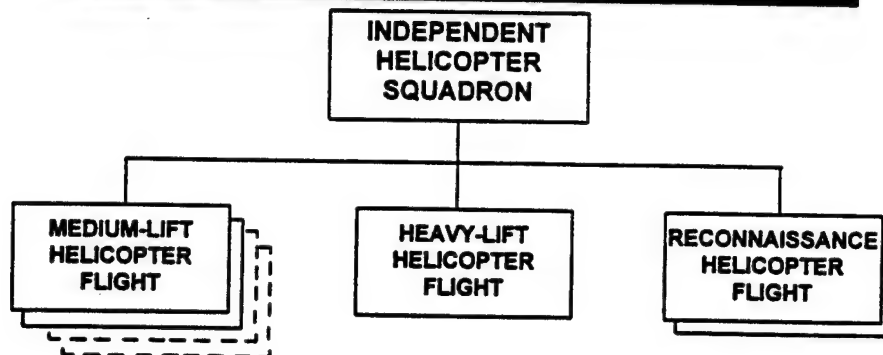 INDEPENDENT
HELICOPTER
SQUADRON
MEDIUM-LIFT
HELICOPTER
FLIGHT
HEAVY-LIFT
HELICOPTER
FLIGHT
RECONNAISSANCE
HELICOPTER
FLIGHT